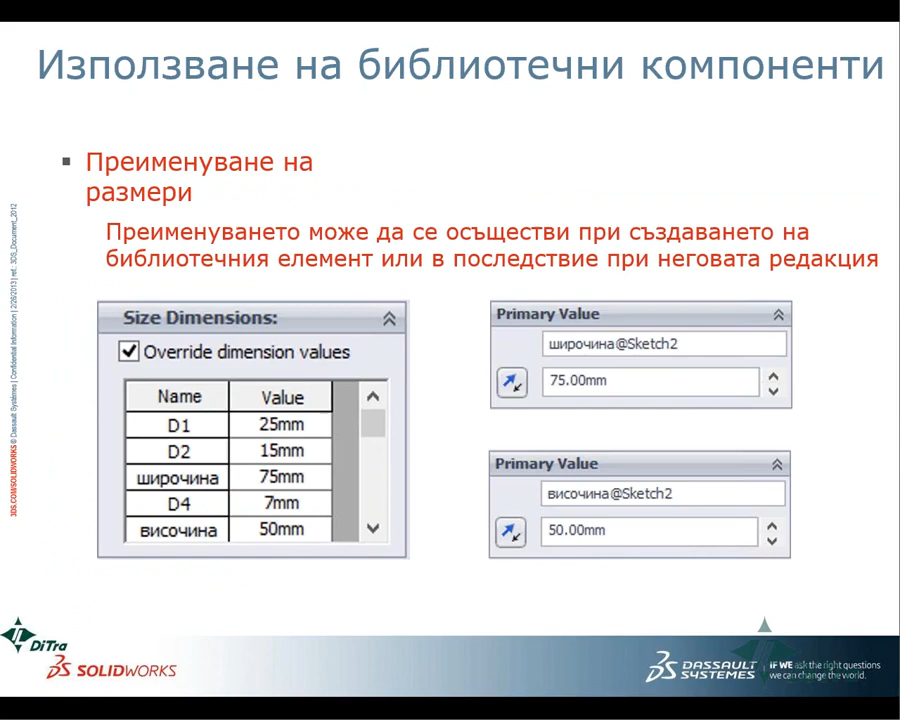 Използване на библиотечни компоненти
Преименуване на
размери
Преименуването може да се осъществи при създаването на
библиотечния елемент или в последствие при неговата редакция
Size Dimensions:
Override dimension values
Name Value
D1 25mm
D2 15mm
широчина 75mm
D4 7mm
височина 50mm
Primary Value
широчина@Sketch2
75.00mm
Primary Value
височина@Sketch2
50.00mm
3DS.COM/SOLIDWORKS © Dassault Systèmes | Confidential Information | 2/26/2013 | ref.: 3DS_Document_2012
DiTra
SOLIDWORKS
DASSAULT
SYSTEMES
IF WE ask the right questions
we can change the world.